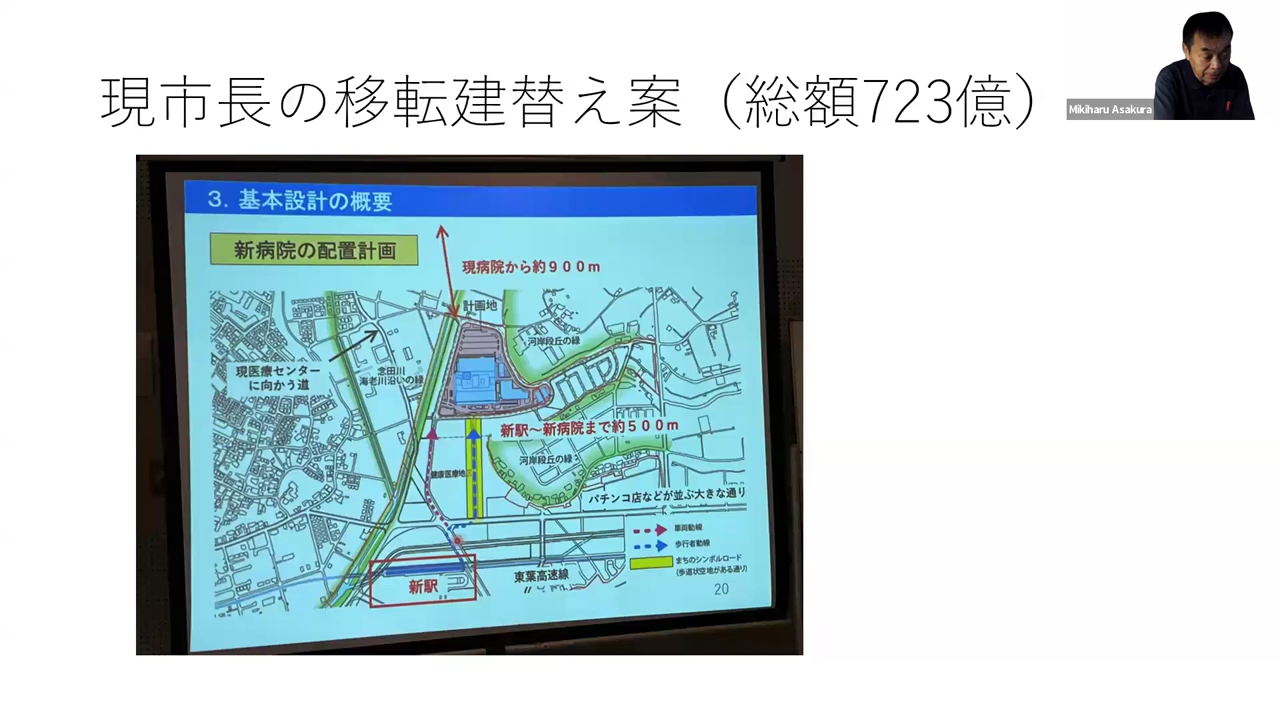 現市長の移転建替え案（総額723億）
Mikiharu Asakura
3. 基本設計の概要
新病院の配置計画
現病院から約９００ｍ
計画地
河岸段丘の緑
現医療センター
に向かう道
念田川
海老川沿いの緑
新駅～新病院まで約５００ｍ
河岸段丘の緑
健康医療地
パチンコ店などが並ぶ大きな通り
車両動線
歩行者動線
まちのシンボルロード
(歩道状空地がある通り)
新駅
東葉高速線
20